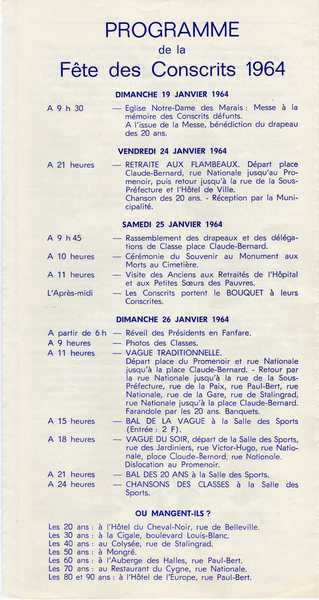 PROGRAMME
de la
Fête des Conscrits 1964
DIMANCHE 19 JANVIER 1964
A 9 h 30 — Eglise Notre-Dame des Marais : Messe à la
mémoire des Conscrits défunts.
A l'issue de la Messe, bénédiction du drapeau
des 20 ans.
VENDREDI 24 JANVIER 1964
A 21 heures — RETRAITE AUX FLAMBEAUX. Départ place
Claude-Bernard, rue Nationale jusqu'au Pro-
menoir, puis retour jusqu'à la rue de la Sous-
Préfecture et l'Hôtel de Ville.
Chanson des 20 ans. - Réception par la Muni-
cipalité.
SAMEDI 25 JANVIER 1964
A 9 h 45 — Rassemblement des drapeaux et des déléga-
tions de Classe place Claude-Bernard.
A 10 heures — Cérémonie du Souvenir au Monument aux
Morts au Cimetière.
A 11 heures — Visite des Anciens aux Retraités de l'Hôpital
et aux Petites Sœurs des Pauvres.
L'Après-midi — Les Conscrits portent le BOUQUET à leurs
Conscrites.
DIMANCHE 26 JANVIER 1964
A partir de 6 h — Réveil des Présidents en Fanfare.
A 9 heures — Photos des Classes.
A 11 heures — VAGUE TRADITIONNELLE.
Départ place du Promenoir et rue Nationale
jusqu'à la place Claude-Bernard. - Retour par
la rue Nationale jusqu'à la rue de la Sous-
Préfecture, rue de la Paix, rue Paul-Bert, rue
Nationale, rue de la Gare, rue de Stalingrad,
rue Nationale jusqu'à la place Claude-Bernard.
Farandole par les 20 ans. Banquets.
A 15 heures — BAL DE LA VAGUE à la Salle des Sports
(Entrée : 2 F).
A 18 heures — VAGUE DU SOIR, départ de la Salle des Sports,
rue des Jardiniers, rue Victor-Hugo, rue Natio-
nale, place Claude-Bernard, rue Nationale.
Dislocation au Promenoir.
A 21 heures — BAL DES 20 ANS à la Salle des Sports.
A 24 heures — CHANSONS DES CLASSES à la Salle des
Sports.
OU MANGENT-ILS ?
Les 20 ans : à l'Hôtel du Cheval-Noir, rue de Belleville.
Les 30 ans : à la Cigale, boulevard Louis-Blanc.
Les 40 ans : au Colysée, rue de Stalingrad.
Les 50 ans : à Mongré.
Les 60 ans : à l'Auberge des Halles, rue Paul-Bert.
Les 70 ans : au Restaurant du Cygne, rue Nationale.
Les 80 et 90 ans : à l'Hôtel de l'Europe, rue Paul-Bert.